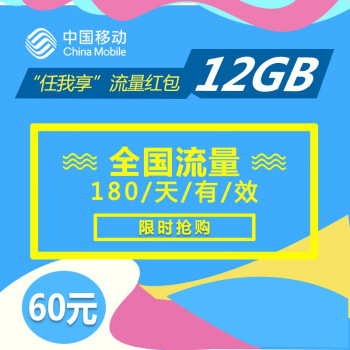 中国移动
China Mobile
“任我享”流量红包 12GB
全国流量
180/天/有/效
限时抢购
60元